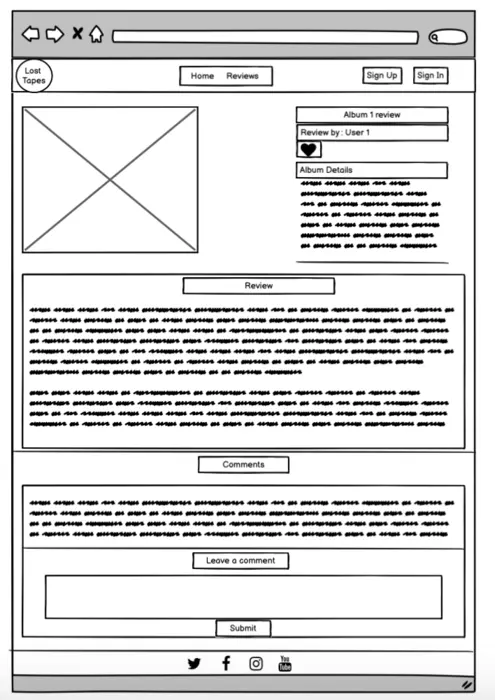 Lost
Tapes
Home Reviews
Sign Up Sign In
Album 1 review
Review by: User 1
Album Details
Review
Comments
Leave a comment
Submit
You
Tube